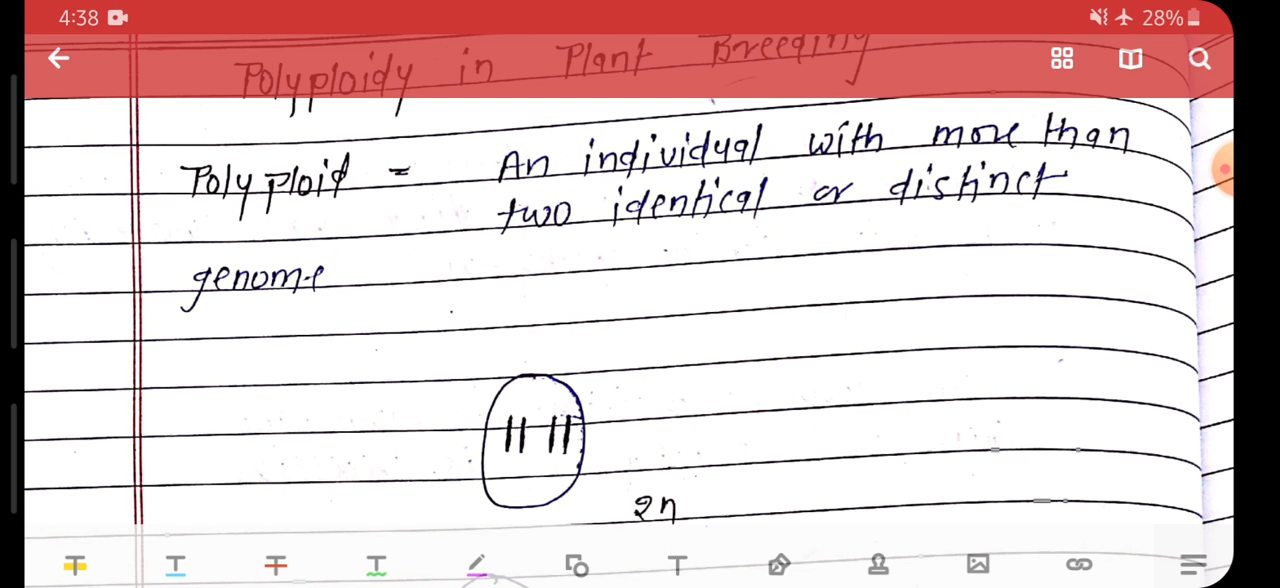 4:38
28%
Polyploidy in Plant Breeding
Polyploid = An individual with more than
two identical or distinct
genome
2n